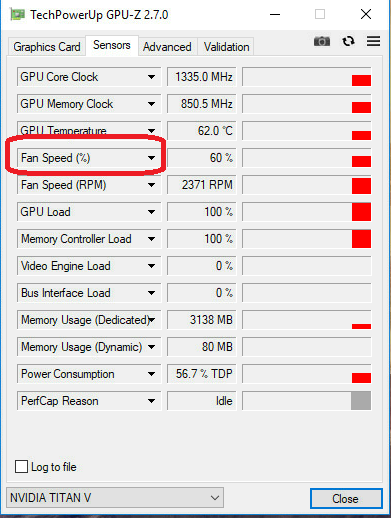 TechPowerUp GPU-Z 2.7.0
Graphics Card Sensors Advanced Validation
GPU Core Clock 1335.0 MHz
GPU Memory Clock 850.5 MHz
GPU Temperature 62.0 °C
Fan Speed (%) 60 %
Fan Speed (RPM) 2371 RPM
GPU Load 100 %
Memory Controller Load 100 %
Video Engine Load 0 %
Bus Interface Load 0 %
Memory Usage (Dedicated) 3138 MB
Memory Usage (Dynamic) 80 MB
Power Consumption 56.7 % TDP
PerfCap Reason Idle
Log to file
NVIDIA TITAN V Close